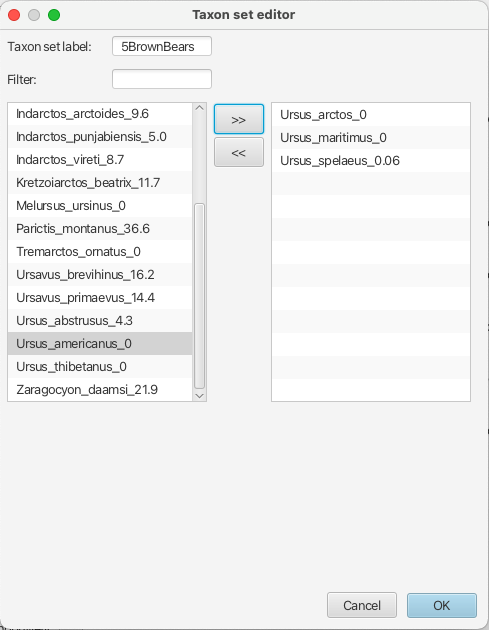 Taxon set editor
Taxon set label: 5BrownBears
Filter:
Indarctos_arctoides_9.6
Indarctos_punjabiensis_5.0
Indarctos_vireti_8.7
Kretzoiarctos_beatrix_11.7
Melursus_ursinus_0
Parictis_montanus_36.6
Tremarctos_ornatus_0
Ursavus_brevihinus_16.2
Ursavus_primaevus_14.4
Ursus_abstrusus_4.3
Ursus_americanus_0
Ursus_thibetanus_0
Zaragocyon_daamsi_21.9
>>
<<
Ursus_arctos_0
Ursus_maritimus_0
Ursus_spelaeus_0.06
Cancel OK